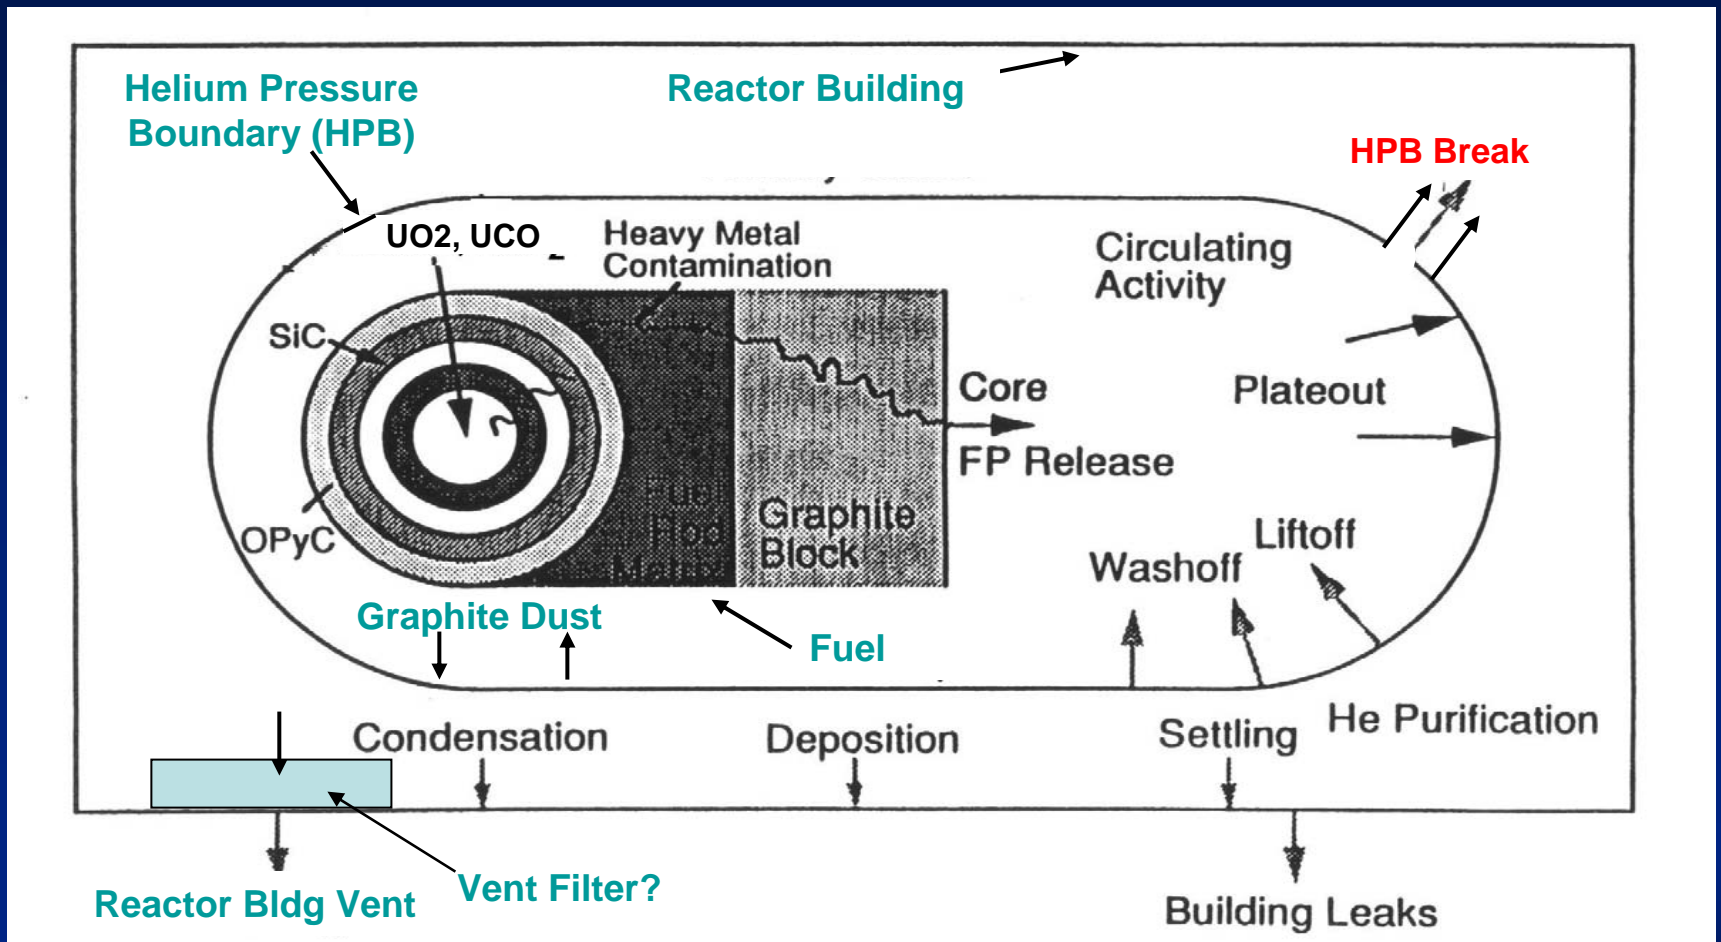 Helium Pressure
Boundary (HPB)
Reactor Building
HPB Break
UO2, UCO
2
Heavy Metal
Contamination
Circulating
Activity
SiC
Core
FP Release
Plateout
Fuel
Rod
Matrix
Graphite
Block
OPyC
Liftoff
Washoff
Graphite Dust
Fuel
Condensation
Deposition
Settling
He Purification
Reactor Bldg Vent
Vent Filter?
Building Leaks